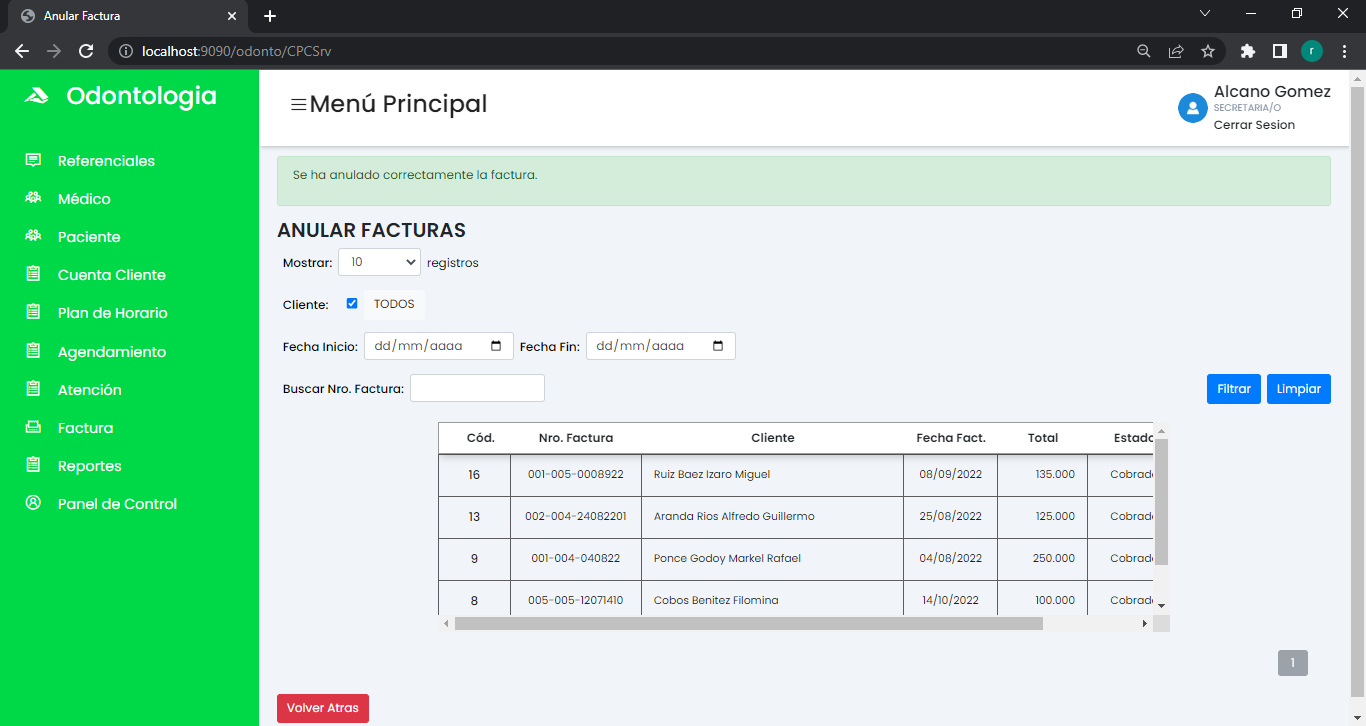 Anular Factura
localhost:9090/odonto/CPCSrv
r
Odontologia
Menú Principal
Alcano Gomez
SECRETARIA/O
Cerrar Sesion
Referenciales
Médico
Paciente
Cuenta Cliente
Plan de Horario
Agendamiento
Atención
Factura
Reportes
Panel de Control
Se ha anulado correctamente la factura.
ANULAR FACTURAS
Mostrar: 10 registros
Cliente: TODOS
Fecha Inicio: dd/mm/aaaa Fecha Fin: dd/mm/aaaa
Buscar Nro. Factura: Filtrar Limpiar
Cód. Nro. Factura Cliente Fecha Fact. Total Estado
16 001-005-0008922 Ruiz Baez Izaro Miguel 08/09/2022 135.000 Cobrado
13 002-004-24082201 Aranda Rios Alfredo Guillermo 25/08/2022 125.000 Cobrado
9 001-004-040822 Ponce Godoy Markel Rafael 04/08/2022 250.000 Cobrado
8 005-005-12071410 Cobos Benitez Filomina 14/10/2022 100.000 Cobrado
1
Volver Atras